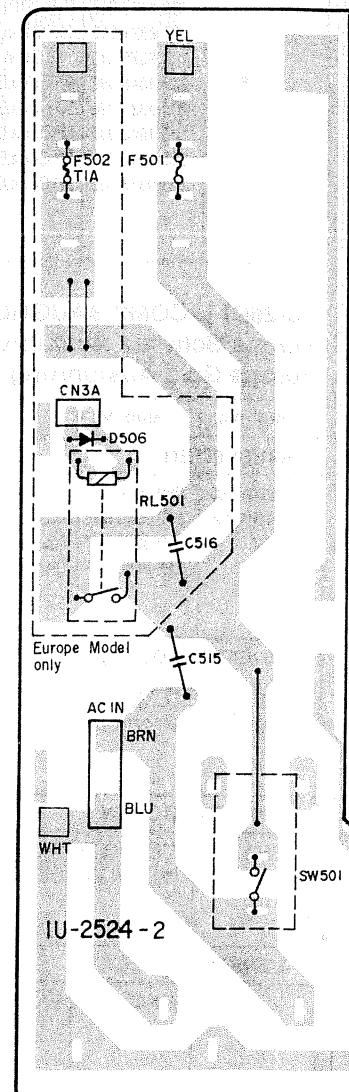 YEL
F502
T1A
F501
CN3A
D506
RL501
C516
Europe Model
only
C515
AC IN
BRN
BLU
WHT
SW501
1U-2524-2